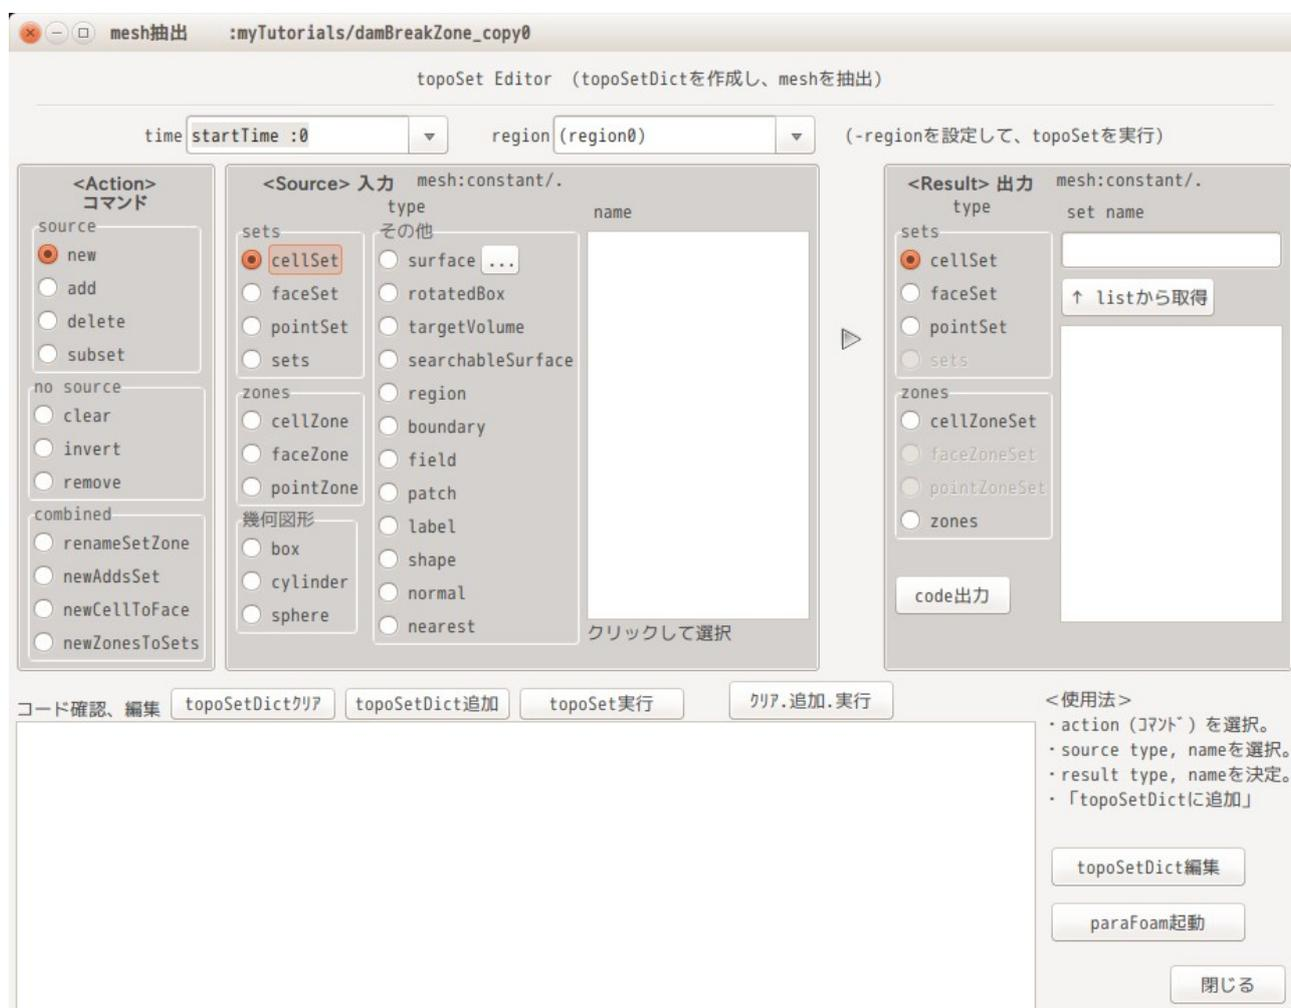 mesh抽出 :myTutorials/damBreakZone_copy0
topoSet Editor (topoSetDictを作成し、meshを抽出)
time startTime :0 region (region0) (-regionを設定して、topoSetを実行)
<Action>
コマンド
source
new
add
delete
subset
no source
clear
invert
remove
combined
renameSetZone
newAddsSet
newCellToFace
newZonesToSets
<Source> 入力 mesh:constant/.
type
name
sets
cellSet
faceSet
pointSet
sets
zones
cellZone
faceZone
pointZone
幾何図形
box
cylinder
sphere
その他
surface ...
rotatedBox
targetVolume
searchableSurface
region
boundary
field
patch
label
shape
normal
nearest
クリックして選択
<Result> 出力 mesh:constant/.
type
set name
sets
cellSet
faceSet
pointSet
sets
zones
cellZoneSet
faceZoneSet
pointZoneSet
zones
code出力
↑ listから取得
コード確認、編集 topoSetDictｸﾘｱ topoSetDict追加 topoSet実行 ｸﾘｱ.追加.実行
<使用法>
・action (ｺﾏﾝﾄﾞ) を選択。
・source type, nameを選択。
・result type, nameを決定。
・「topoSetDictに追加」
topoSetDict編集
paraFoam起動
閉じる